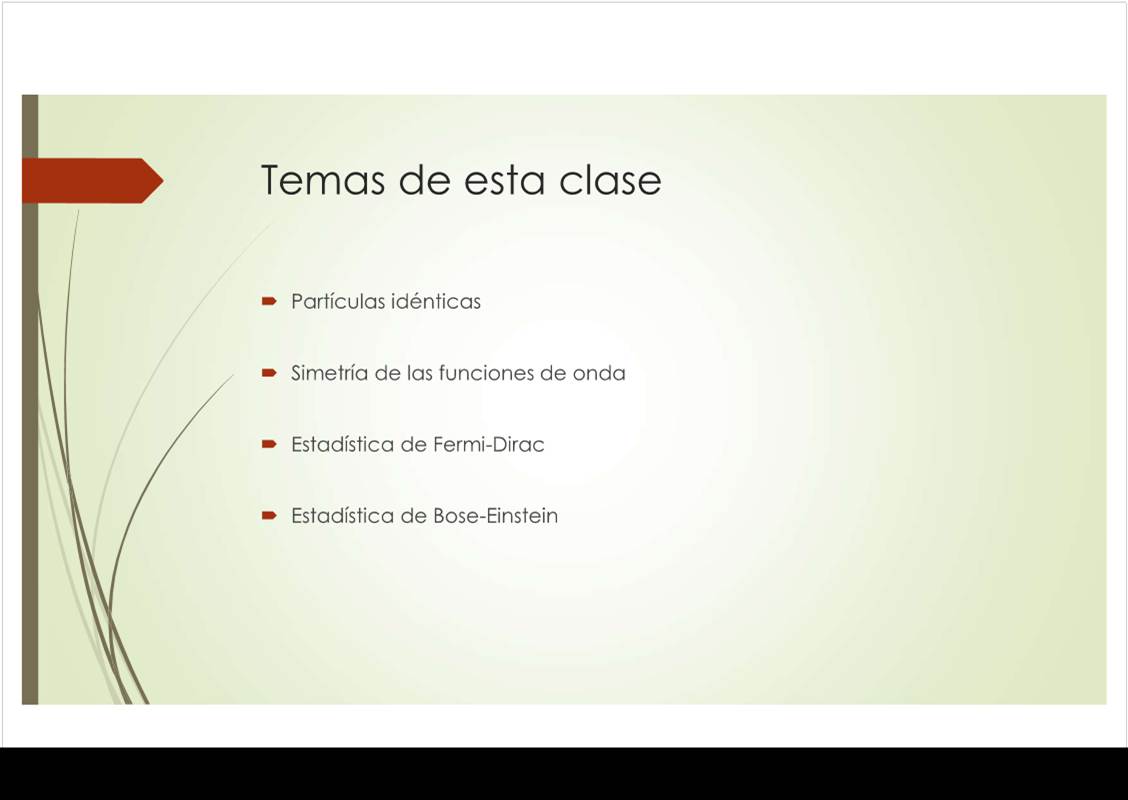 Temas de esta clase
Partículas idénticas
Simetría de las funciones de onda
Estadística de Fermi-Dirac
Estadística de Bose-Einstein